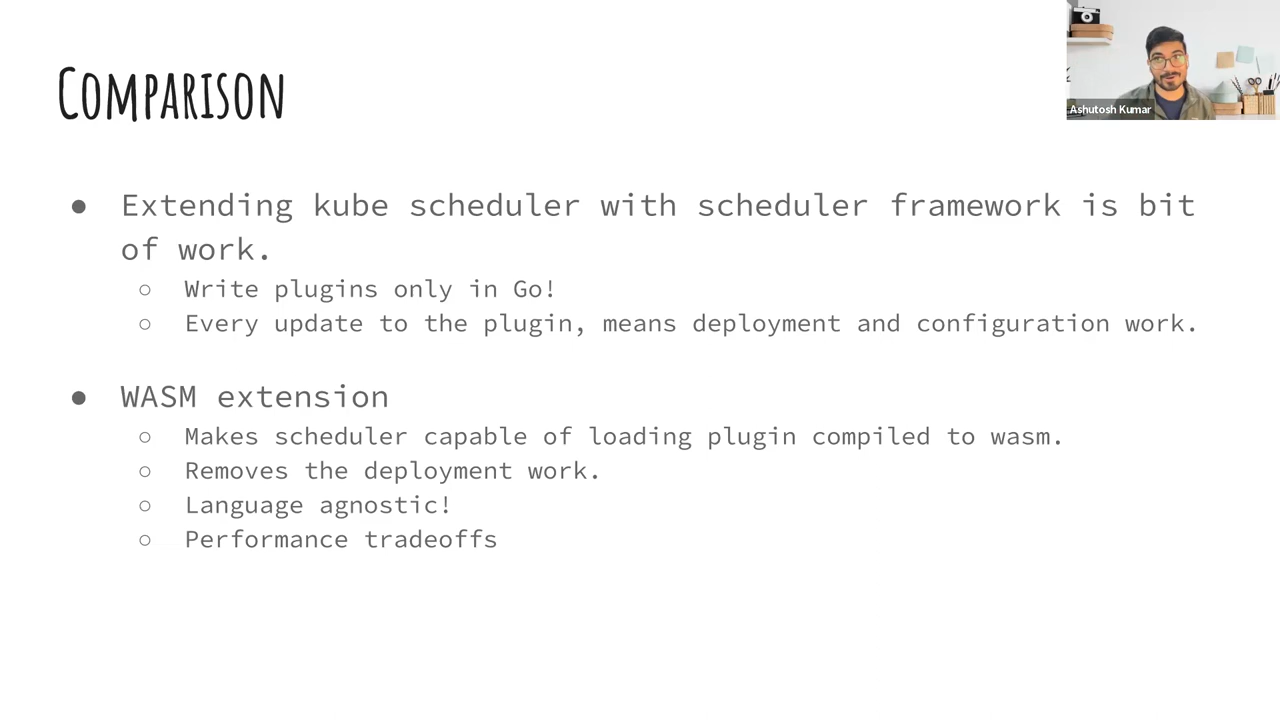 Comparison
Ashutosh Kumar
● Extending kube scheduler with scheduler framework is bit
of work.
○ Write plugins only in Go!
○ Every update to the plugin, means deployment and configuration work.
● WASM extension
○ Makes scheduler capable of loading plugin compiled to wasm.
○ Removes the deployment work.
○ Language agnostic!
○ Performance tradeoffs